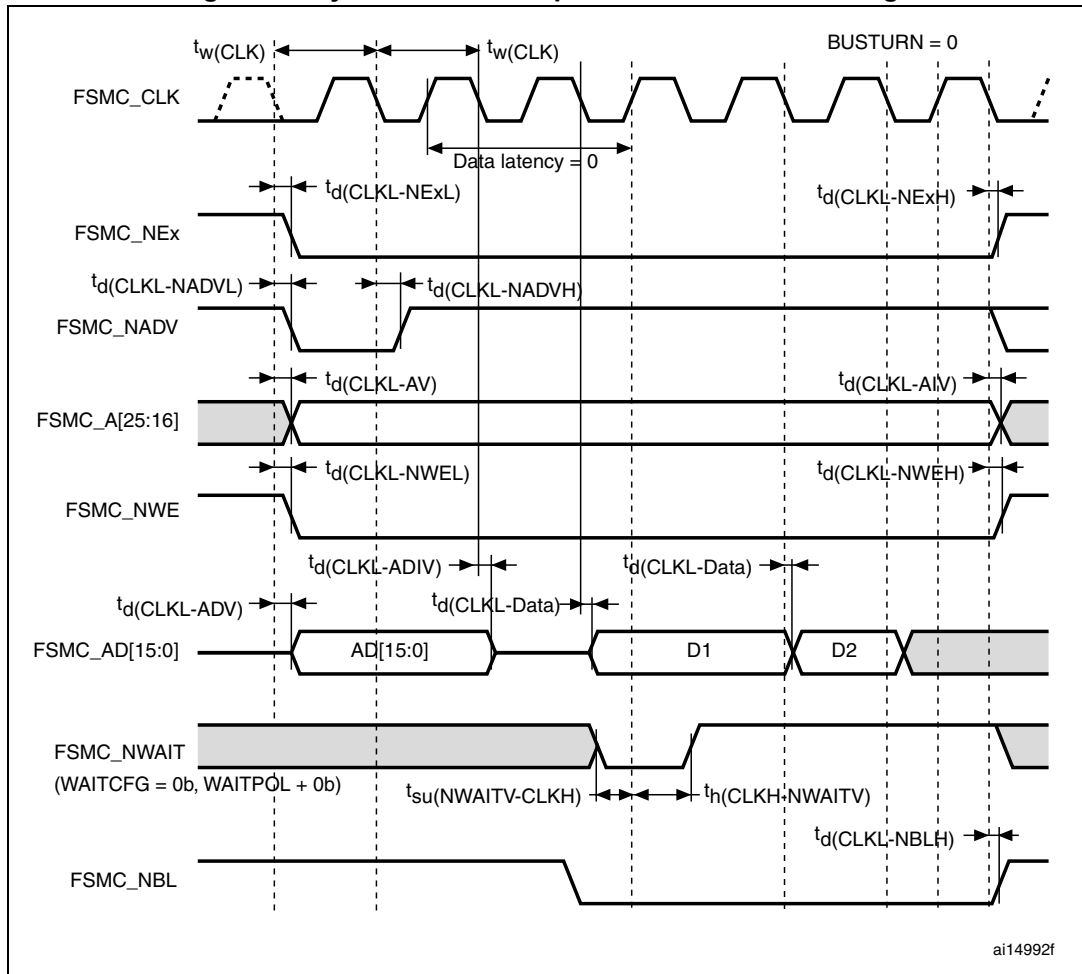 tw(CLK)
tw(CLK)
BUSTURN = 0
FSMC_CLK
Data latency = 0
td(CLKL-NExL)
td(CLKL-NExH)
FSMC_NEx
td(CLKL-NADVL)
td(CLKL-NADVH)
FSMC_NADV
td(CLKL-AV)
td(CLKL-AIV)
FSMC_A[25:16]
td(CLKL-NWEL)
td(CLKL-NWEH)
FSMC_NWE
td(CLKL-ADIV)
td(CLKL-Data)
td(CLKL-ADV)
td(CLKL-Data)
FSMC_AD[15:0]
AD[15:0]
D1
D2
FSMC_NWAIT
(WAITCFG = 0b, WAITPOL + 0b)
tsu(NWAITV-CLKH)
th(CLKH-NWAITV)
td(CLKL-NBLH)
FSMC_NBL
ai14992f